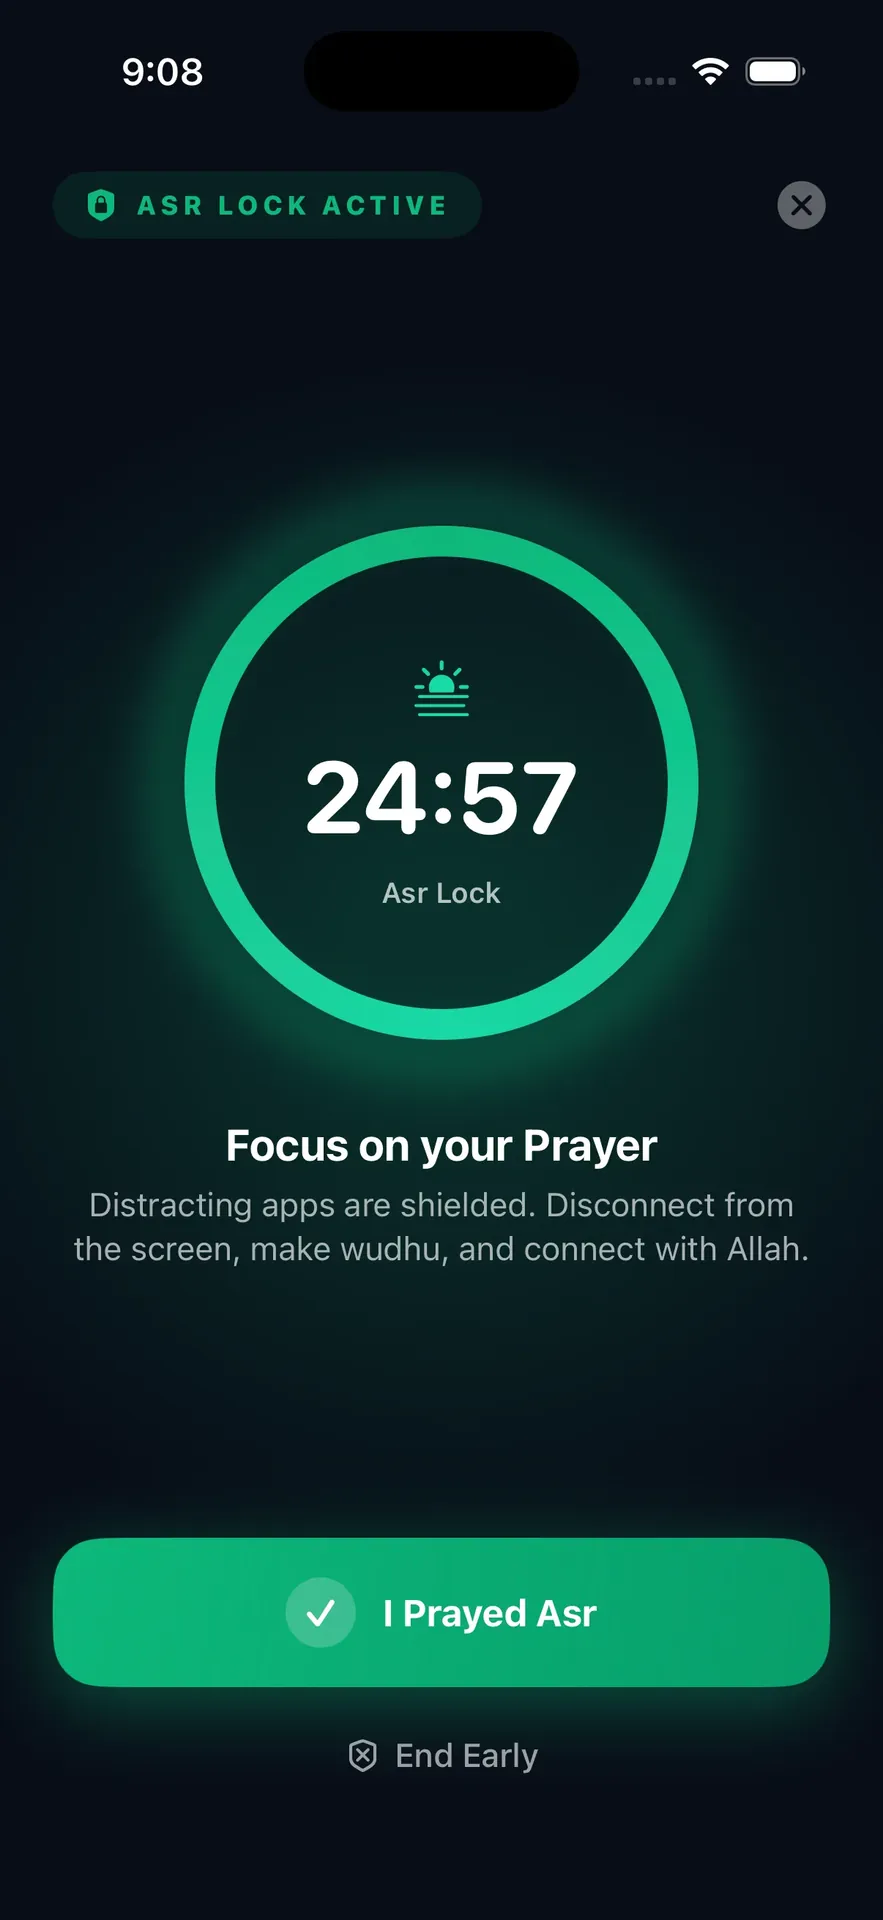 9:08
ASR LOCK ACTIVE
24:57
Asr Lock
Focus on your Prayer
Distracting apps are shielded. Disconnect from
the screen, make wudhu, and connect with Allah.
I Prayed Asr
End Early